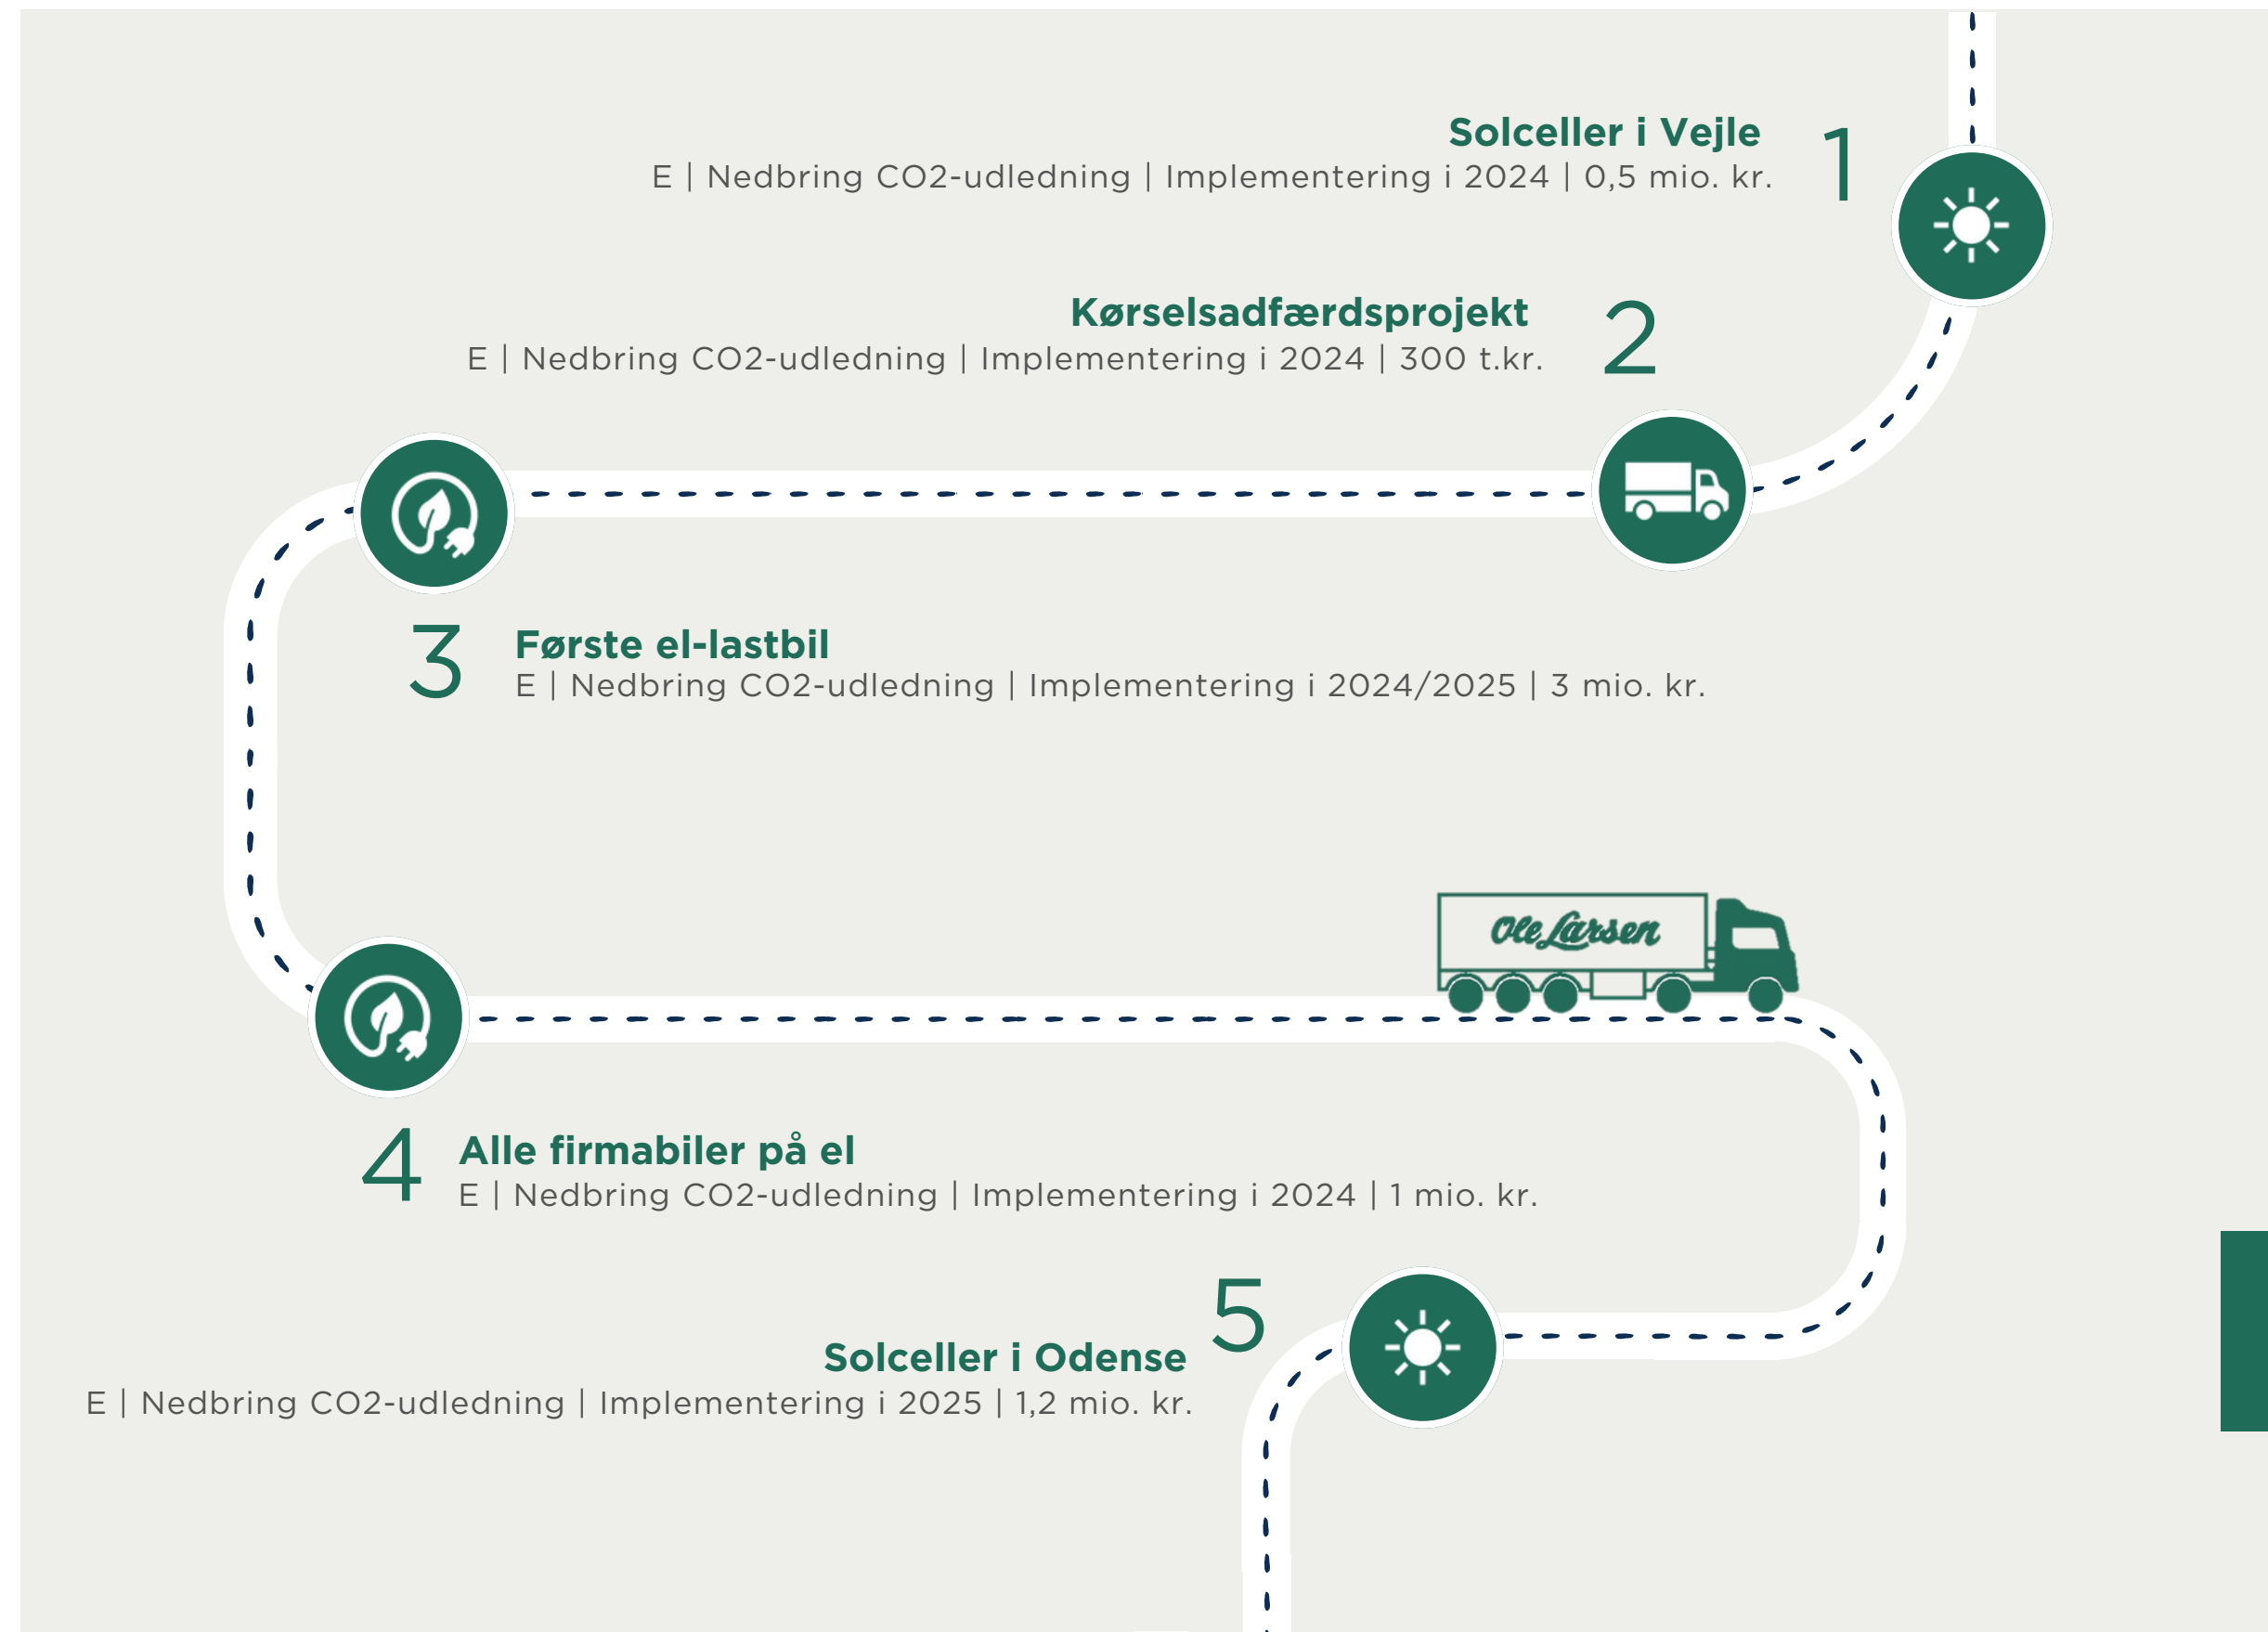 Solceller i Vejle
1
E | Nedbring CO2-udledning | Implementering i 2024 | 0,5 mio. kr.
Kørselsadfærdsprojekt
2
E | Nedbring CO2-udledning | Implementering i 2024 | 300 t.kr.
3
Første el-lastbil
E | Nedbring CO2-udledning | Implementering i 2024/2025 | 3 mio. kr.
Ole Larsen
4
Alle firmabiler på el
E | Nedbring CO2-udledning | Implementering i 2024 | 1 mio. kr.
5
Solceller i Odense
E | Nedbring CO2-udledning | Implementering i 2025 | 1,2 mio. kr.